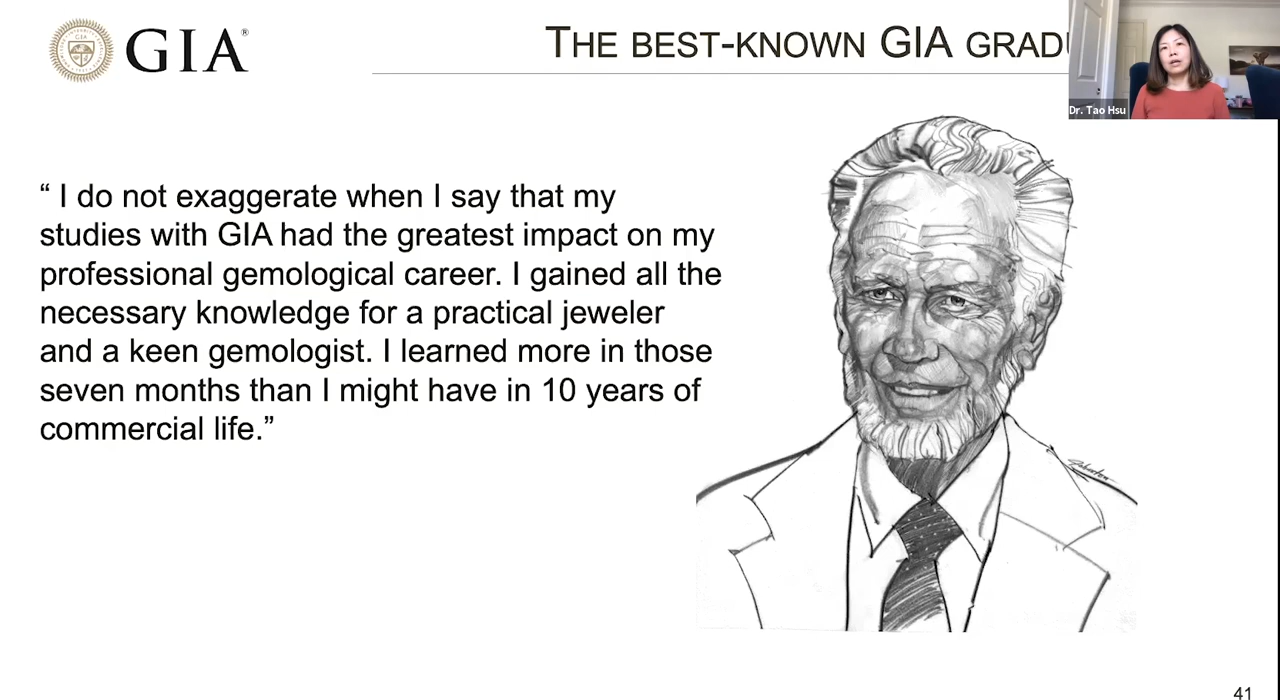 GIA®
THE BEST-KNOWN GIA GRADU
Dr. Tao Hsu
“ I do not exaggerate when I say that my
studies with GIA had the greatest impact on my
professional gemological career. I gained all the
necessary knowledge for a practical jeweler
and a keen gemologist. I learned more in those
seven months than I might have in 10 years of
commercial life.”
41